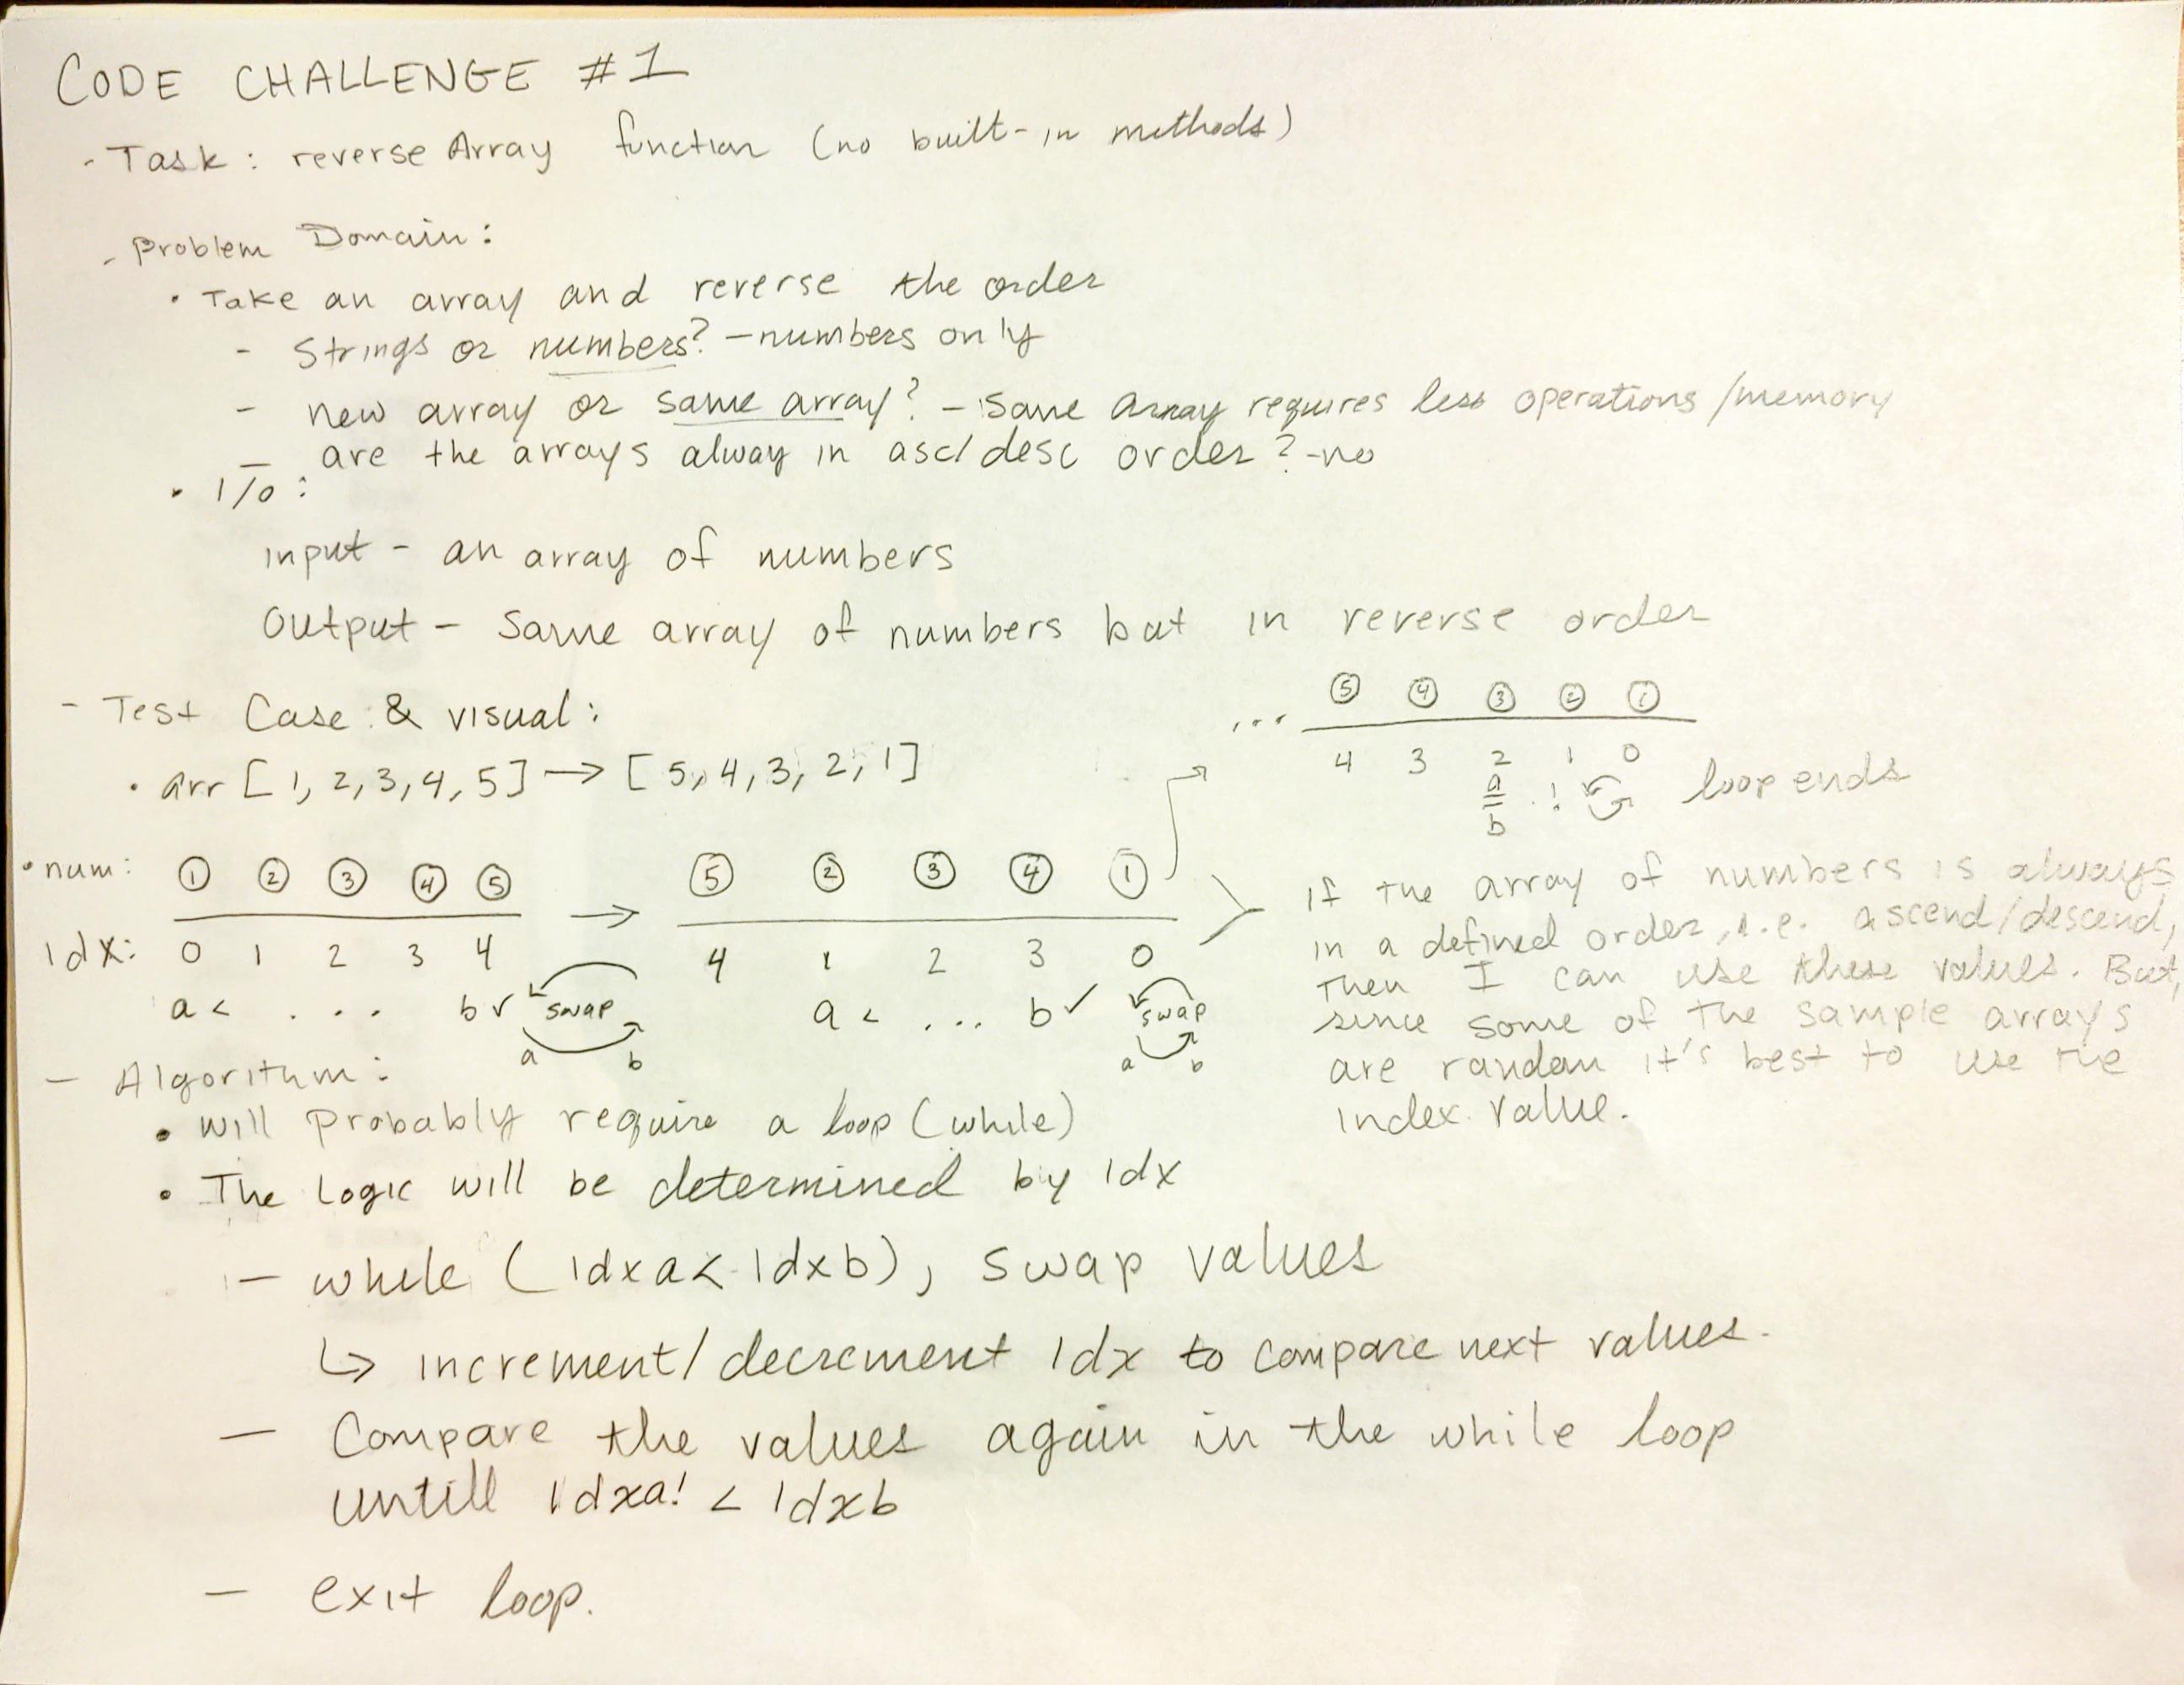 CODE CHALLENGE #1
- Task: reverse Array function (no built-in methods)
- Problem Domain:
• Take an array and reverse the order
- Strings or numbers? - numbers only
- new array or same array? - same array requires less operations/memory
- are the arrays alway in asc/desc order? - no
• I/O:
input - an array of numbers
Output - Same array of numbers but in reverse order
- Test Case & visual:
• arr [1, 2, 3, 4, 5] → [5, 4, 3, 2, 1]
• num: 1 2 3 4 5 → 5 2 3 4 1
idx: 0 1 2 3 4 4 1 2 3 0
a < ... b ✓ swap a < ... b ✓ swap
a b a b
... 5 4 3 2 1
4 3 2 1 0
a = b ! loop ends
If the array of numbers is always
in a defined order, i.e. ascend/descend,
then I can use these values. But,
since some of the sample arrays
are random it's best to use the
index value.
- Algorithm:
• Will probably require a loop (while)
• The logic will be determined by idx
- while (idxa < idxb), swap values
↳ increment/decrement idx to compare next values.
- Compare the values again in the while loop
untill idxa! < idxb
- exit loop.